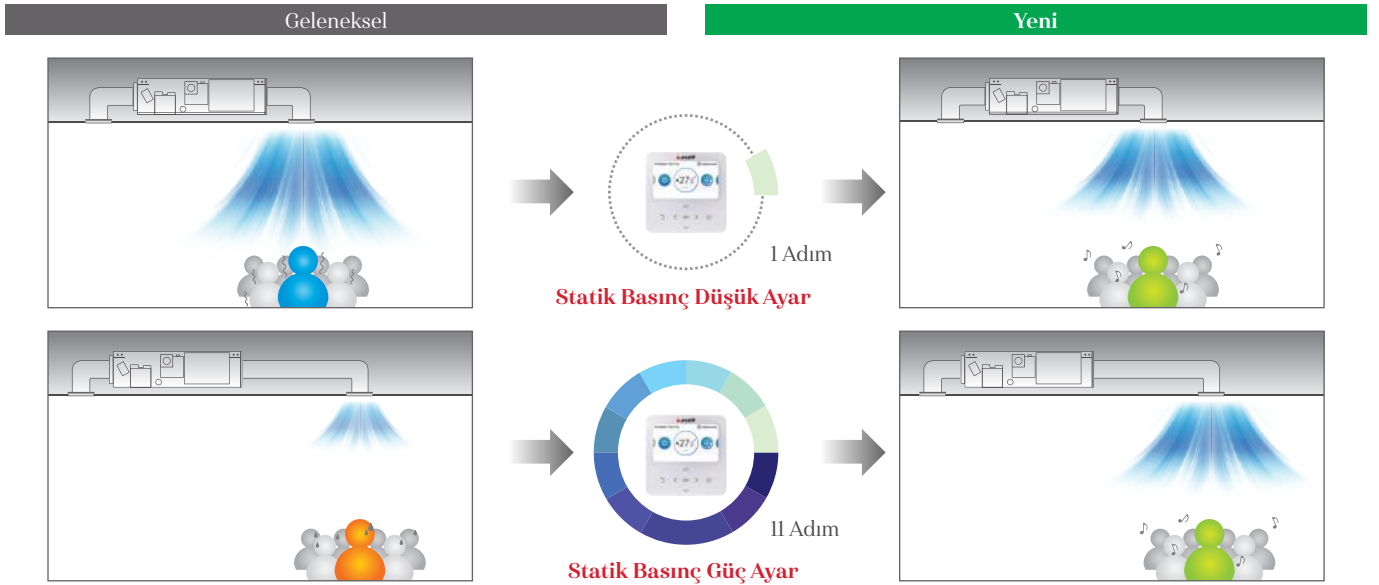 Geleneksel
Yeni
1 Adım
Statik Basınç Düşük Ayar
11 Adım
Statik Basınç Güç Ayar